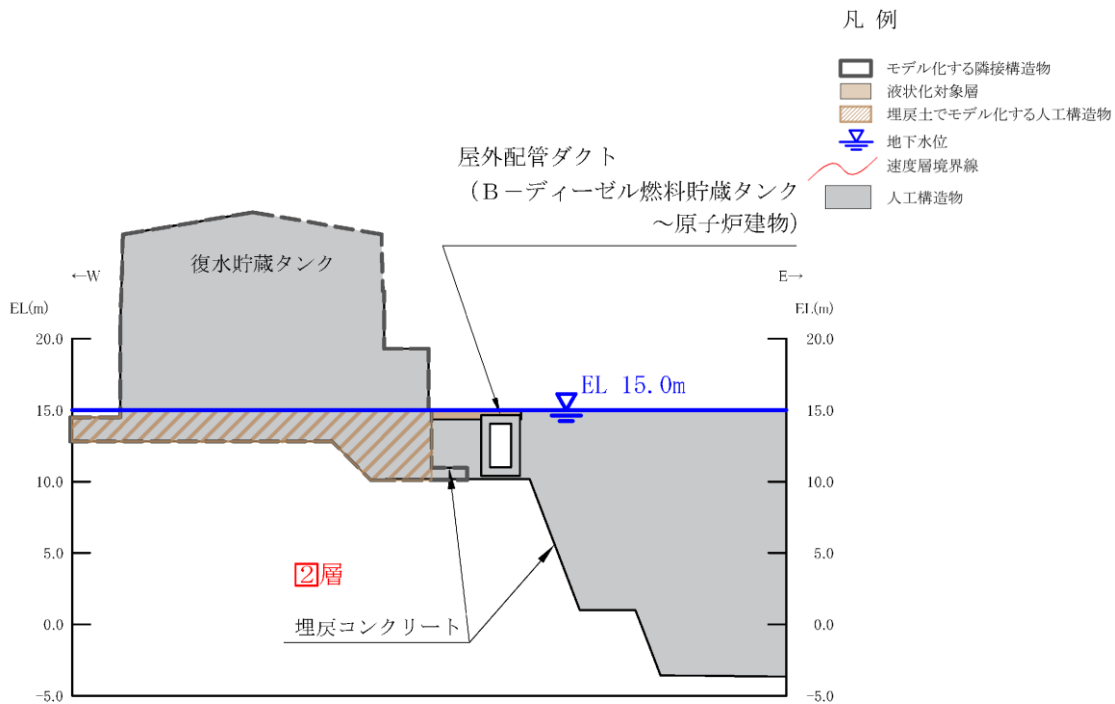 凡 例
モデル化する隣接構造物
液状化対象層
埋戻土でモデル化する人工構造物
地下水位
速度層境界線
人工構造物
屋外配管ダクト
（B－ディーゼル燃料貯蔵タンク
～原子炉建物）
復水貯蔵タンク
←W
E→
EL(m)
EL(m)
20.0
20.0
EL 15.0m
15.0
15.0
10.0
10.0
5.0
5.0
②層
埋戻コンクリート
0.0
0.0
-5.0
-5.0